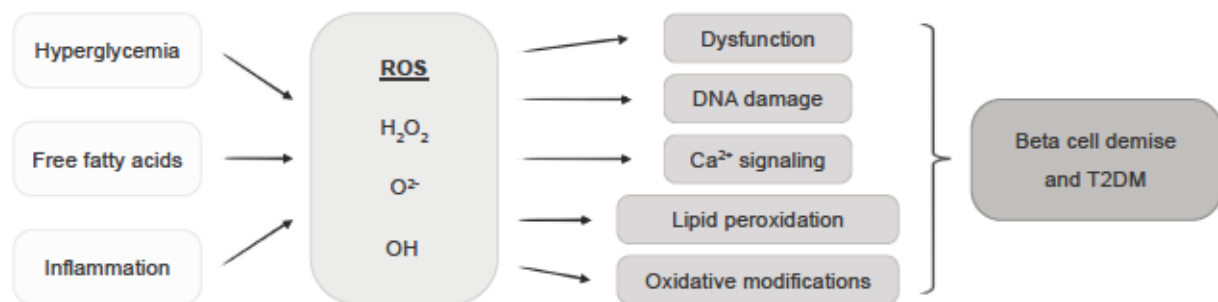 Hyperglycemia
Free fatty acids
Inflammation
ROS
H₂O₂
O²⁻
OH
Dysfunction
DNA damage
Ca²⁺ signaling
Lipid peroxidation
Oxidative modifications
Beta cell demise
and T2DM